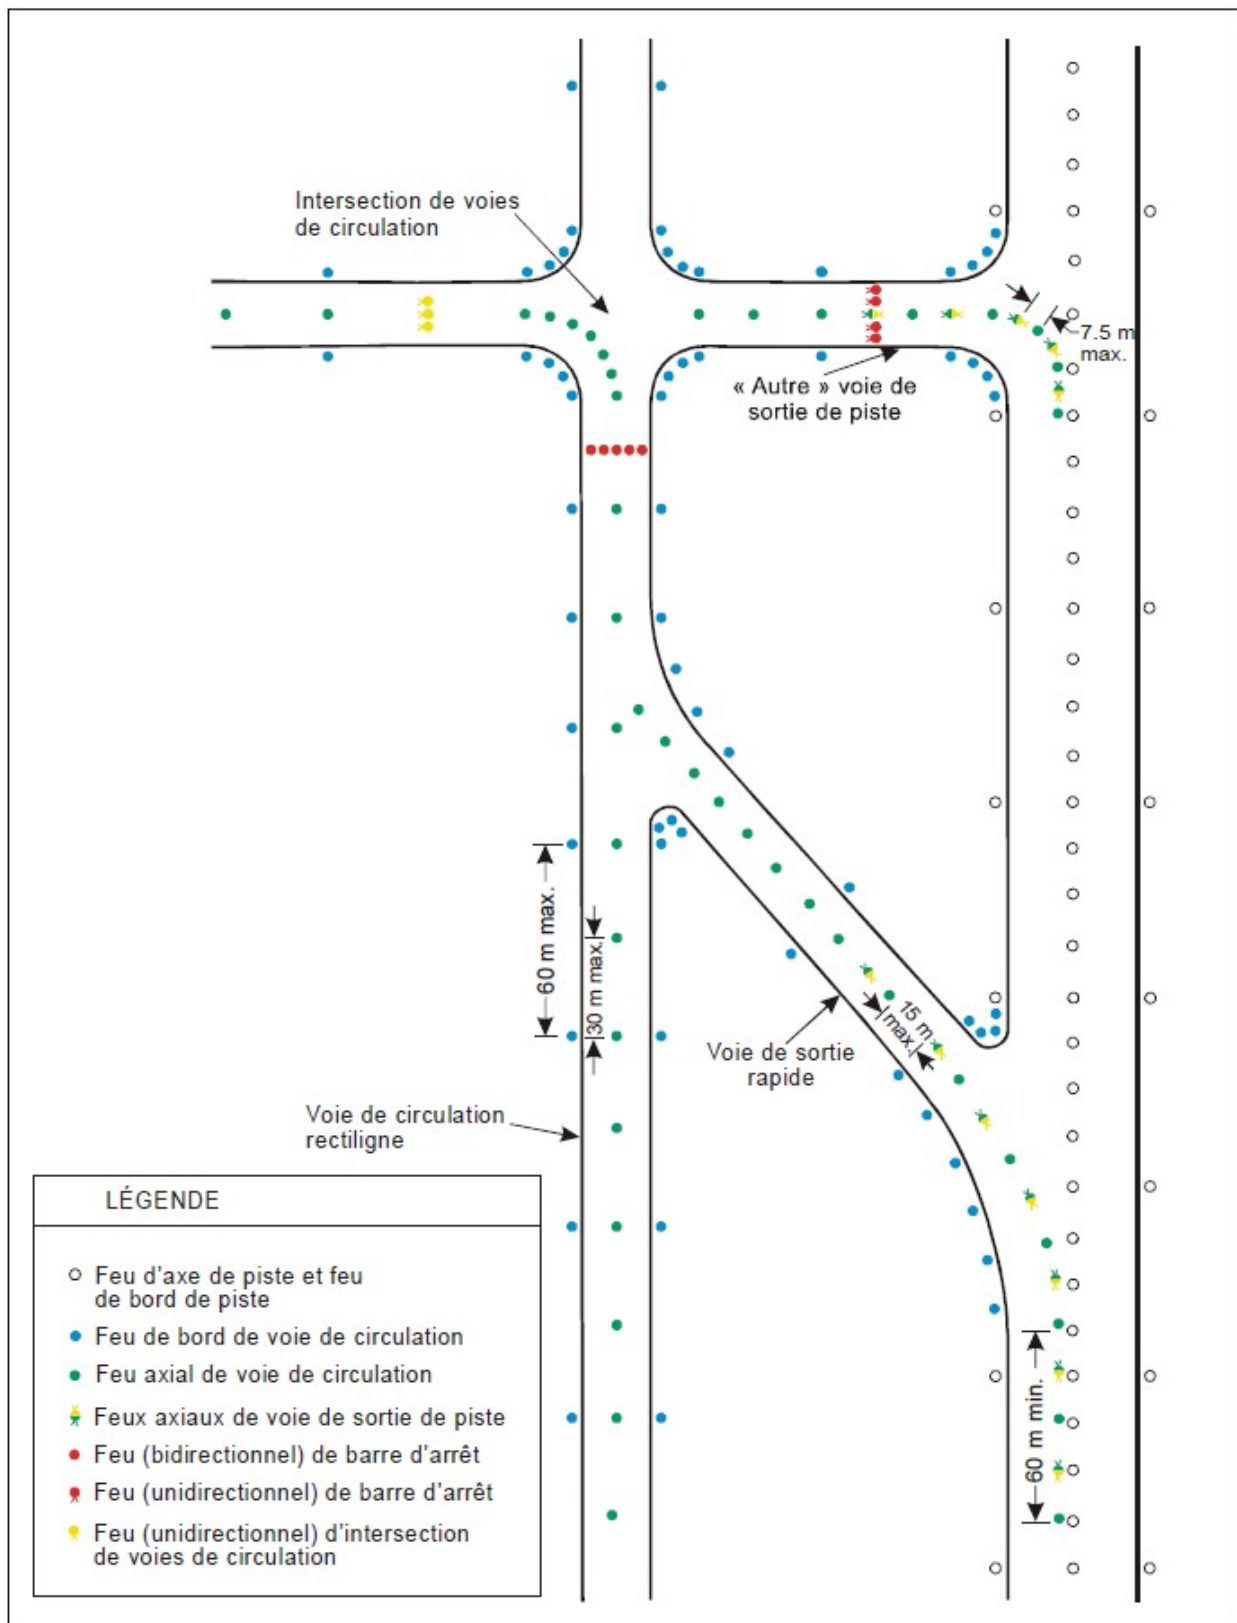 Intersection de voies
de circulation
7.5 m
max.
« Autre » voie de
sortie de piste
60 m max.
30 m max.
15 m
max.
Voie de sortie
rapide
Voie de circulation
rectiligne
60 m min.
LÉGENDE
Feu d'axe de piste et feu
de bord de piste
Feu de bord de voie de circulation
Feu axial de voie de circulation
Feux axiaux de voie de sortie de piste
Feu (bidirectionnel) de barre d'arrêt
Feu (unidirectionnel) de barre d'arrêt
Feu (unidirectionnel) d'intersection
de voies de circulation